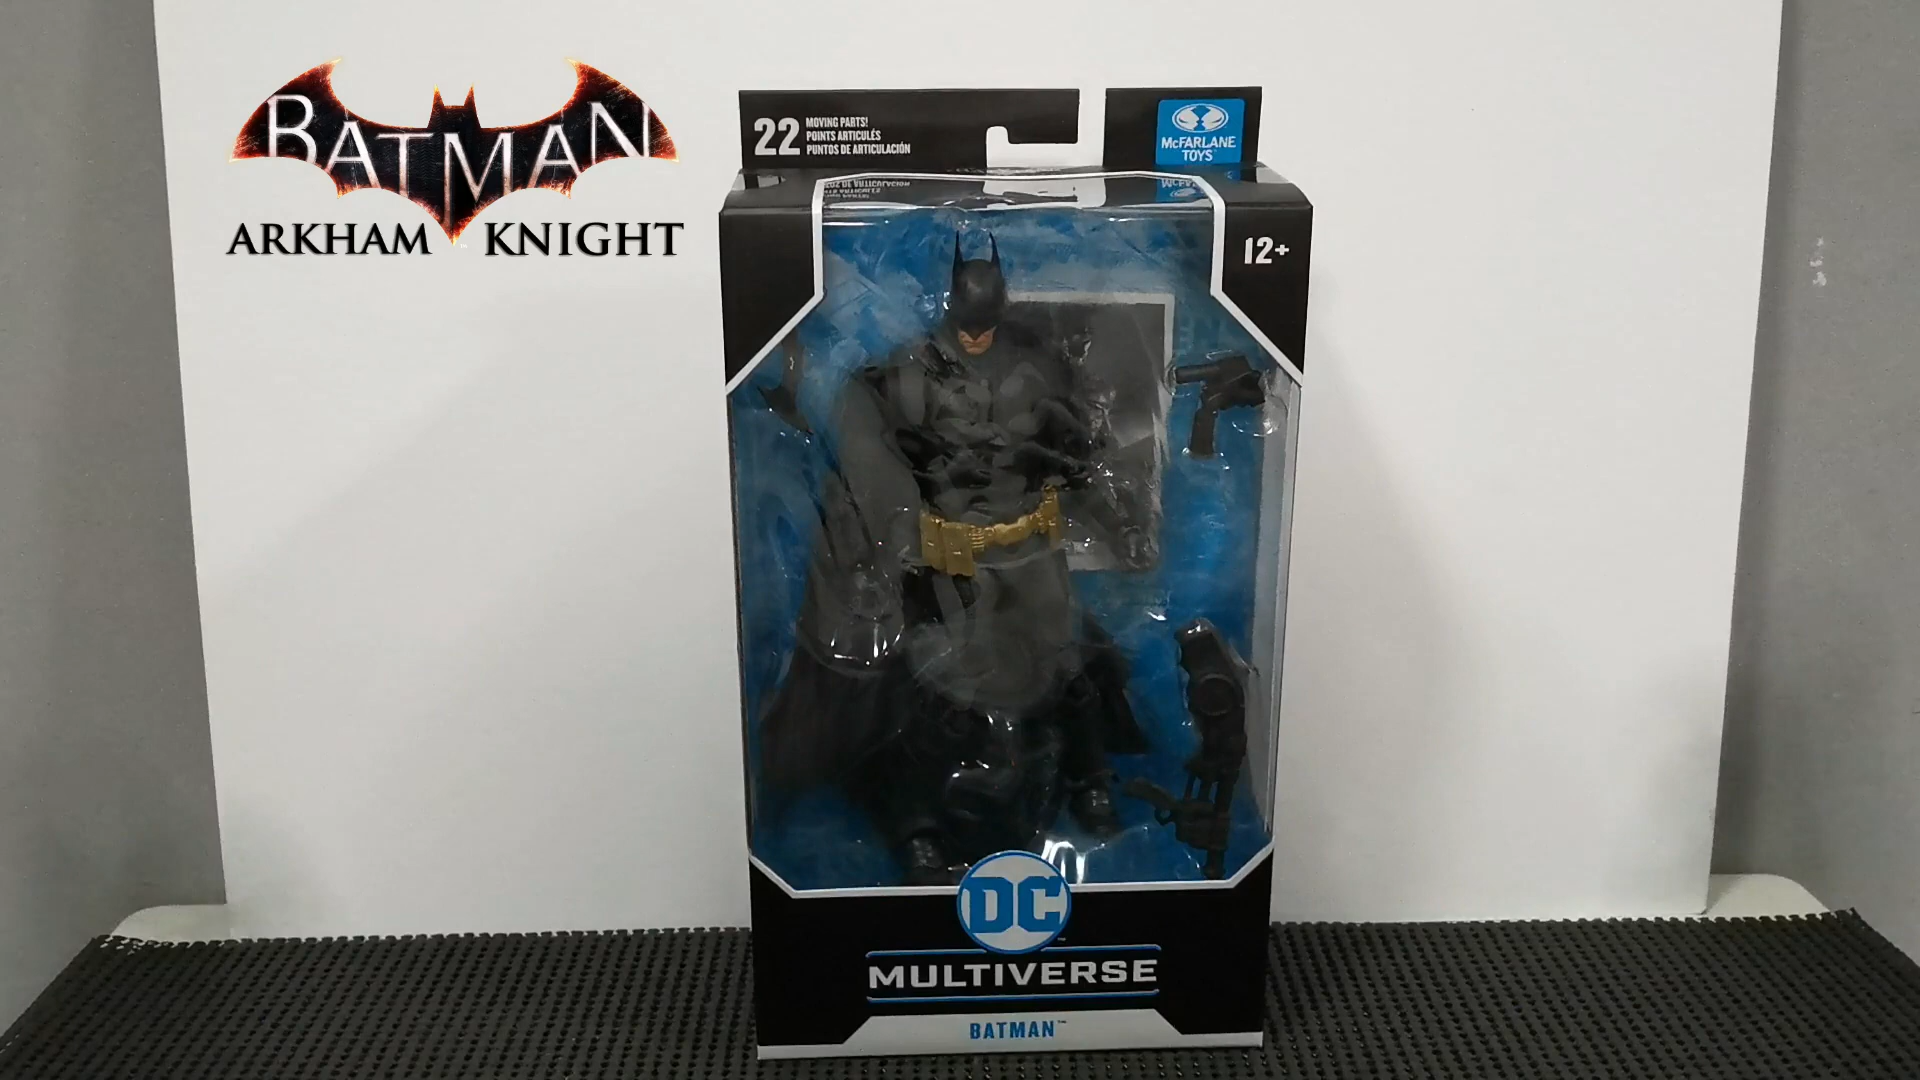 BATMAN
ARKHAM KNIGHT
22 MOVING PARTS!
POINTS ARTICULÉS
PUNTOS DE ARTICULACIÓN
McFARLANE
TOYS
12+
DC
MULTIVERSE
BATMAN™